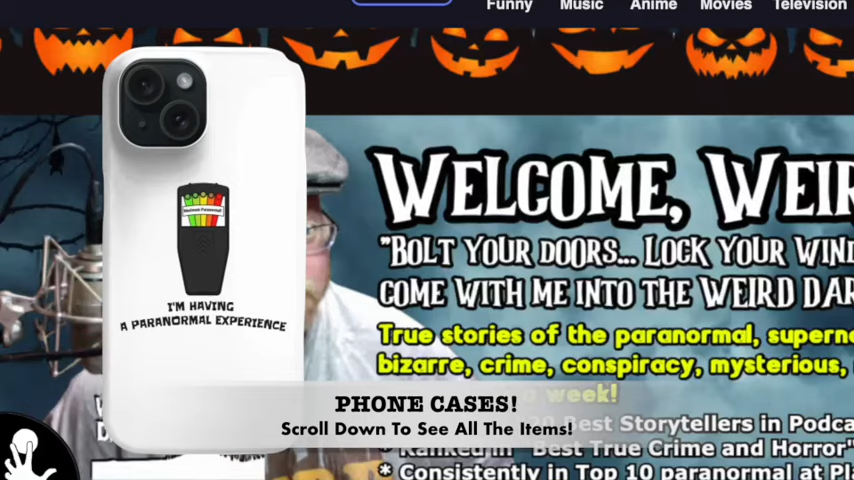 Funny Music Anime Movies Television
WELCOME, WEIR
"BOLT YOUR DOORS... LOCK YOUR WIN
COME WITH ME INTO THE WEIRD DAR
True stories of the paranormal, superna
bizarre, crime, conspiracy, mysterious,
a week!
I'M HAVING
A PARANORMAL EXPERIENCE
PHONE CASES!
Scroll Down To See All The Items!
Best Storytellers in Podca
* Ranked in "Best True Crime and Horror"
* Consistently in Top 10 paranormal at Pl